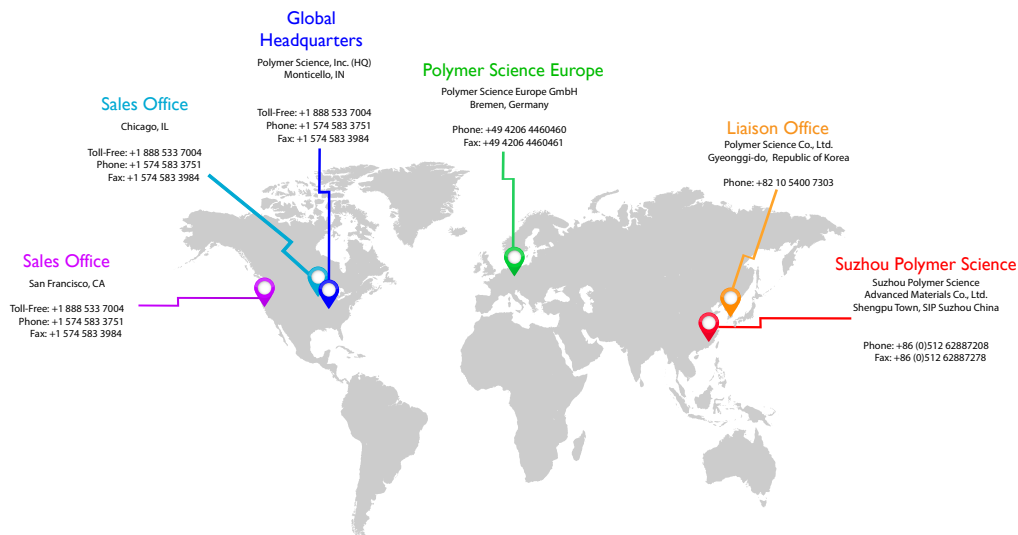 Global
Headquarters
Polymer Science, Inc. (HQ)
Monticello, IN
Toll-Free: +1 888 533 7004
Phone: +1 574 583 3751
Fax: +1 574 583 3984
Polymer Science Europe
Polymer Science Europe GmbH
Bremen, Germany
Phone: +49 4206 4460460
Fax: +49 4206 4460461
Sales Office
Chicago, IL
Toll-Free: +1 888 533 7004
Phone: +1 574 583 3751
Fax: +1 574 583 3984
Liaison Office
Polymer Science Co., Ltd.
Gyeonggi-do, Republic of Korea
Phone: +82 10 5400 7303
Sales Office
San Francisco, CA
Toll-Free: +1 888 533 7004
Phone: +1 574 583 3751
Fax: +1 574 583 3984
Suzhou Polymer Science
Suzhou Polymer Science
Advanced Materials Co., Ltd.
Shengpu Town, SIP Suzhou China
Phone: +86 (0)512 62887208
Fax: +86 (0)512 62887278